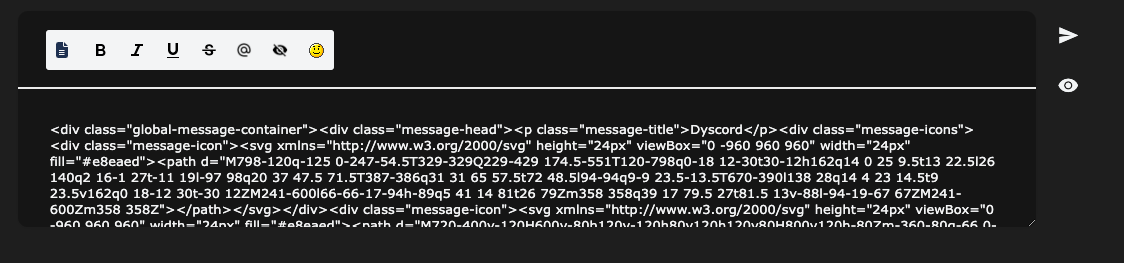 B I U S @
<div class="global-message-container"><div class="message-head"><p class="message-title">Dyscord</p><div class="message-icons">
<div class="message-icon"><svg xmlns="http://www.w3.org/2000/svg" height="24px" viewBox="0 -960 960 960" width="24px"
fill="#e8eaed"><path d="M798-120q-125 0-247-54.5T329-329Q229-429 174.5-551T120-798q0-18 12-30t30-12h162q14 0 25 9.5t13 22.5l26
140q2 16-1 27t-11 19l-97 98q20 37 47.5 71.5T387-386q31 31 65 57.5t72 48.5l94-94q9-9 23.5-13.5T670-390l138 28q14 4 23 14.5t9
23.5v162q0 18-12 30t-30 12ZM241-600l66-66-17-94h-89q5 41 14 81t26 79Zm358 358q39 17 79.5 27t81.5 13v-88l-94-19-67 67ZM241-
600Zm358 358Z"></path></svg></div><div class="message-icon"><svg xmlns="http://www.w3.org/2000/svg" height="24px" viewBox="0
-960 960 960" width="24px" fill="#e8eaed"><path d="M720-400v-120H600v-80h120v-120h80v120h120v80H800v120h-80Zm-360-80q-66 0-